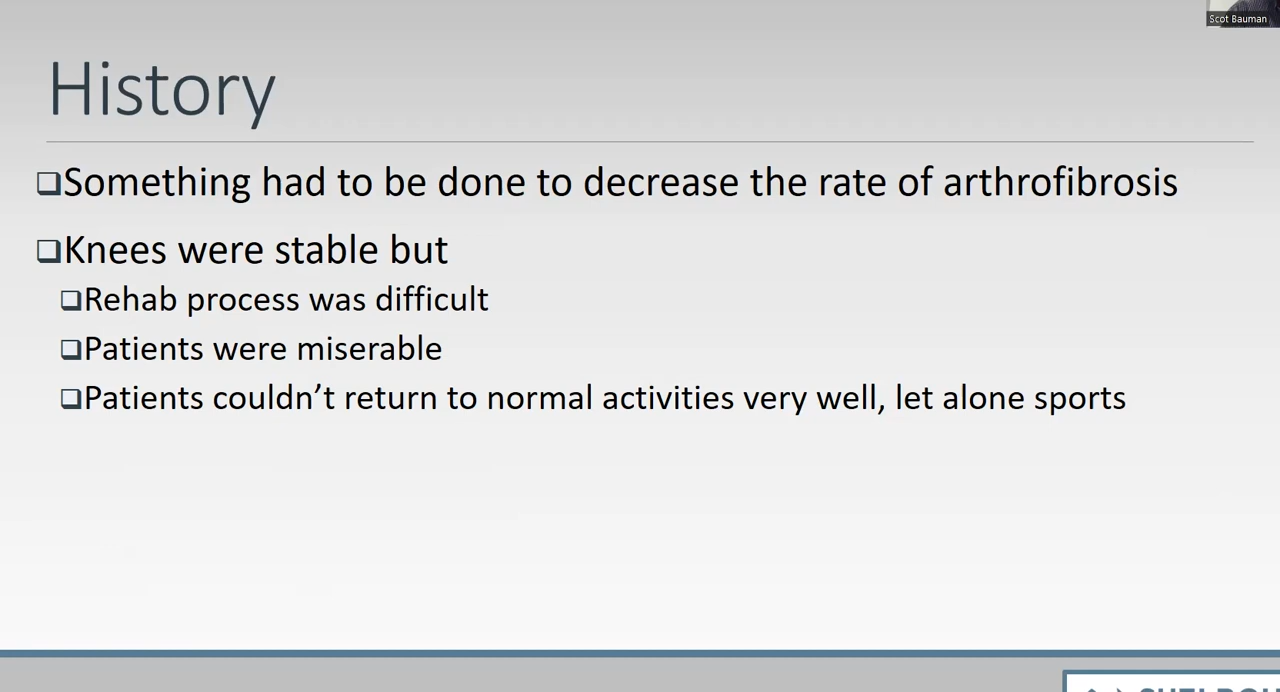 Scot Bauman
History
Something had to be done to decrease the rate of arthrofibrosis
Knees were stable but
Rehab process was difficult
Patients were miserable
Patients couldn’t return to normal activities very well, let alone sports